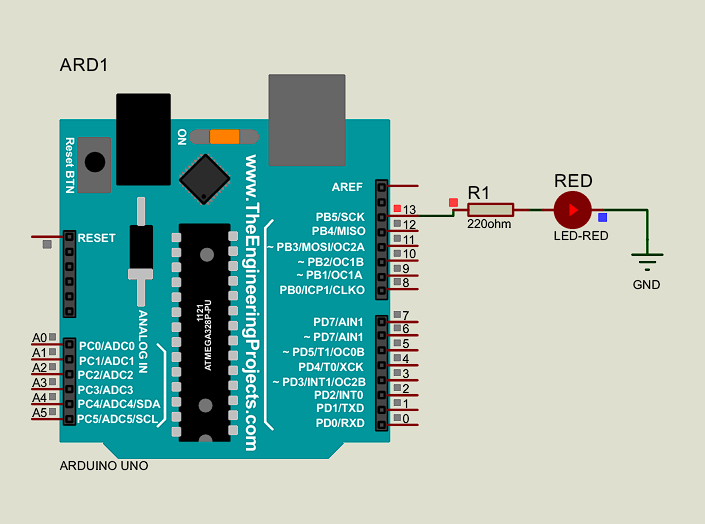 ARD1
ON
Reset BTN
www.TheEngineeringProjects.com
AREF
PB5/SCK
13
PB4/MISO
12
~ PB3/MOSI/OC2A
11
~ PB2/OC1B
10
~ PB1/OC1A
9
PB0/ICP1/CLKO
8
R1
220ohm
RED
LED-RED
GND
RESET
1121
ATMEGA328P-PU
ANALOG IN
PD7/AIN1
7
~ PD7/AIN1
6
~ PD5/T1/OC0B
5
PD4/T0/XCK
4
~ PD3/INT1/OC2B
3
PD2/INT0
2
PD1/TXD
1
PD0/RXD
0
A0
PC0/ADC0
A1
PC1/ADC1
A2
PC2/ADC2
A3
PC3/ADC3
A4
PC4/ADC4/SDA
A5
PC5/ADC5/SCL
ARDUINO UNO